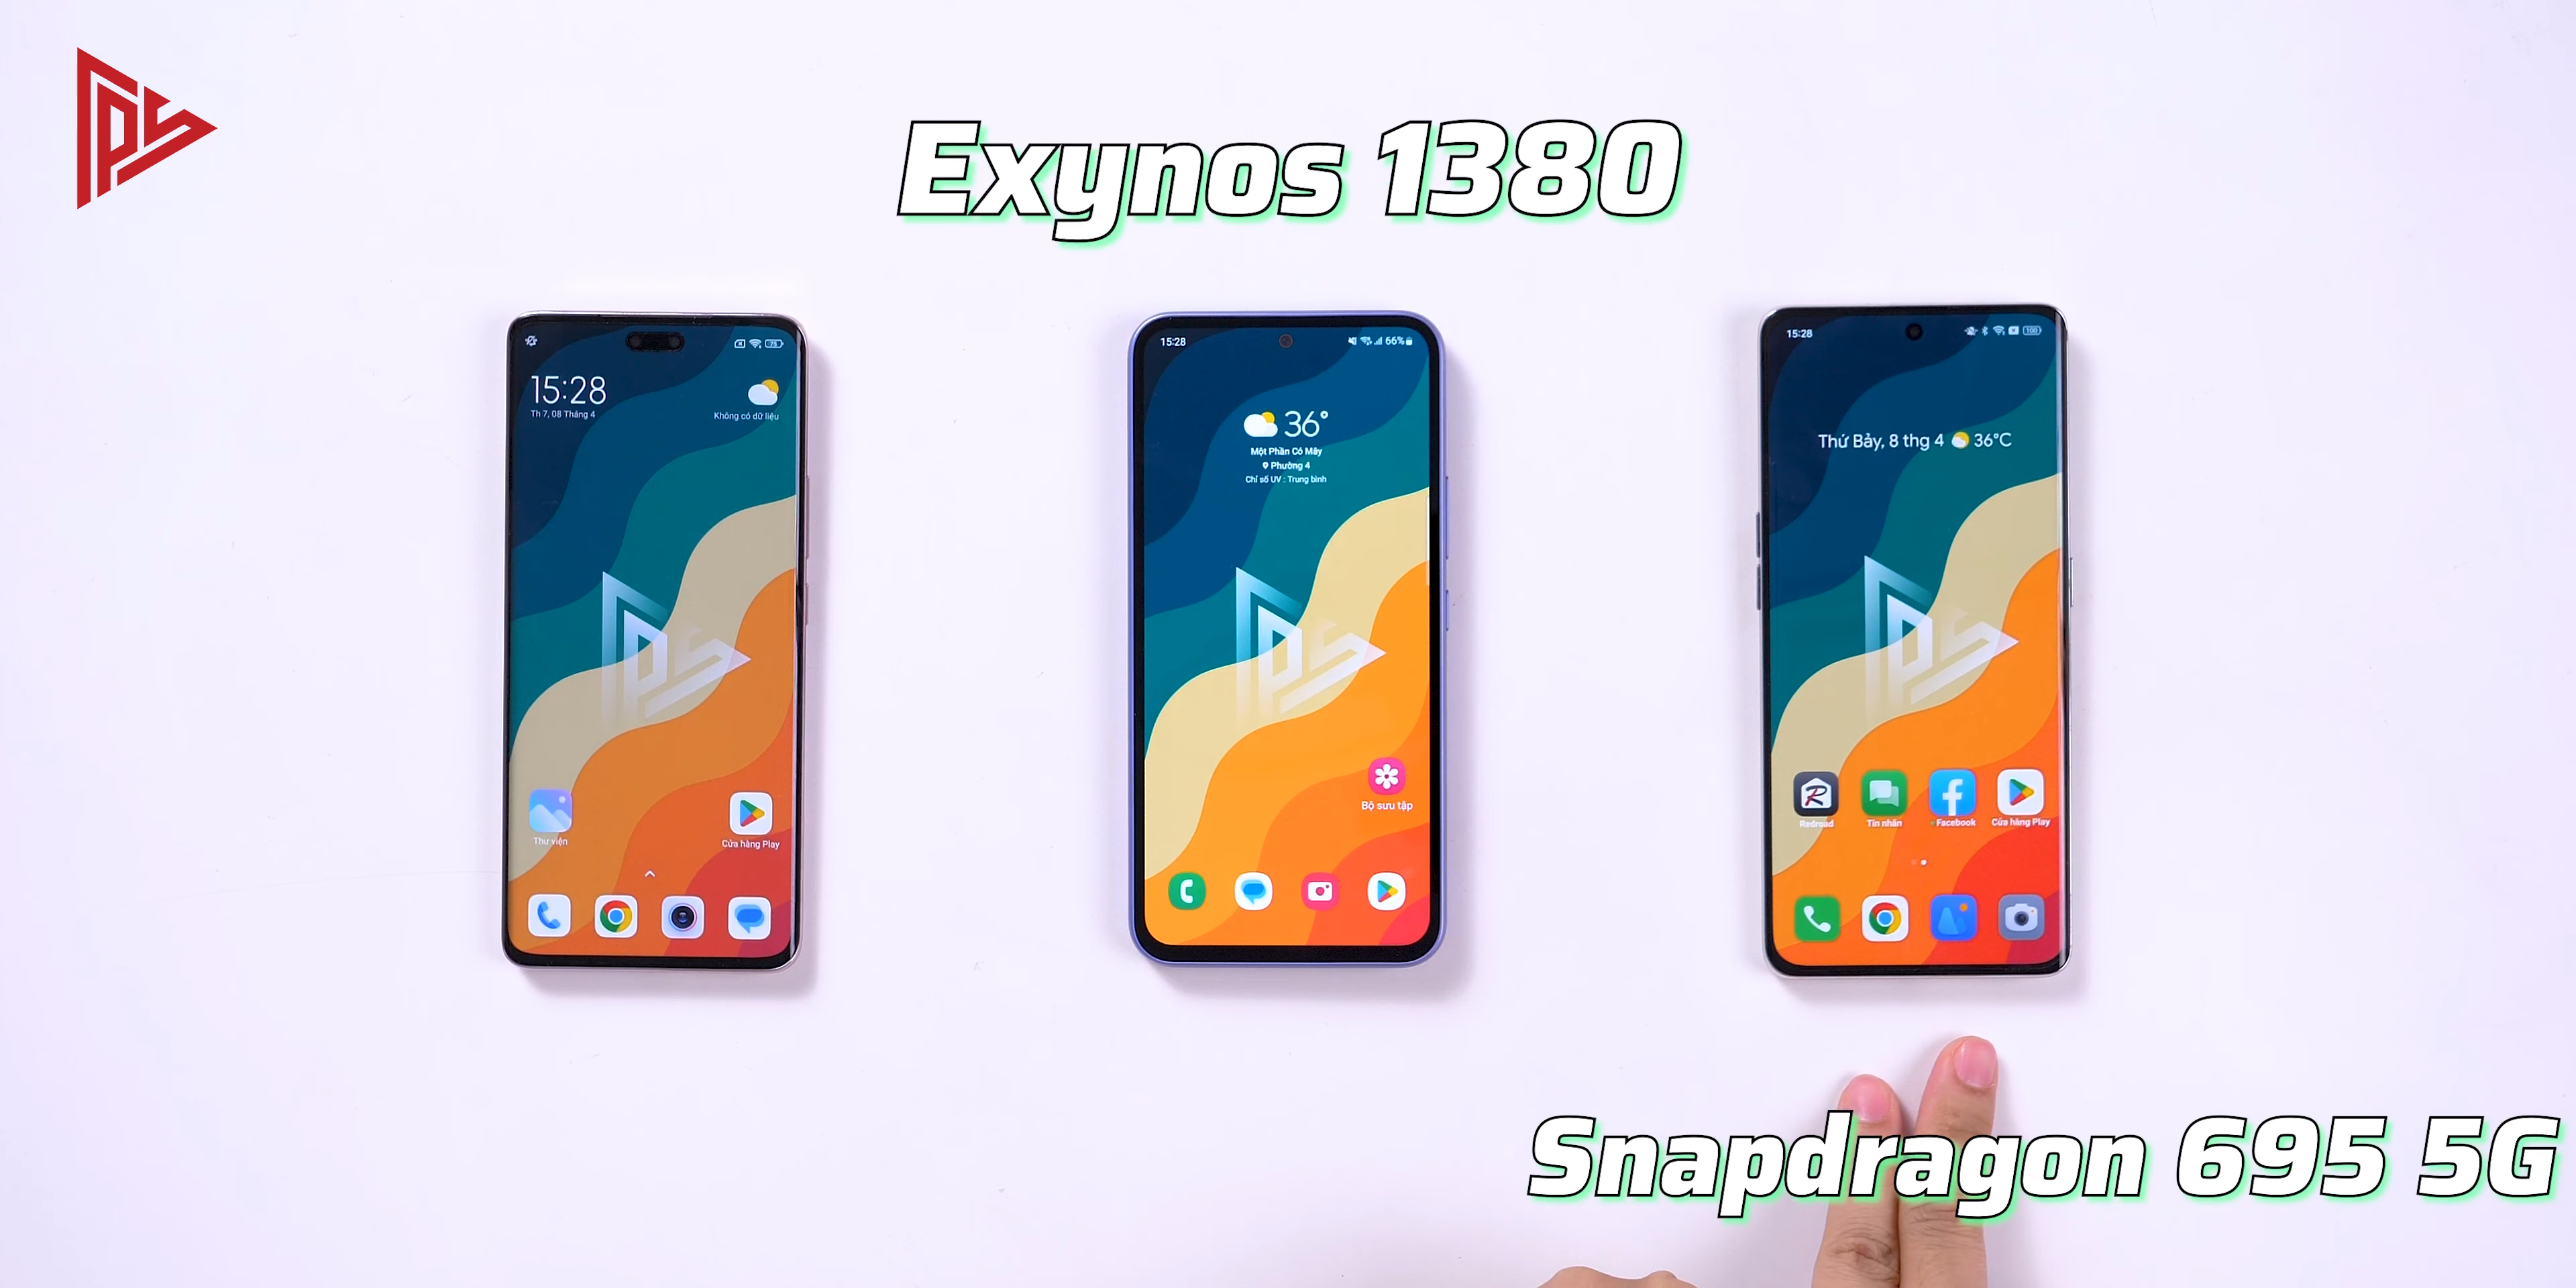 Exynos 1380
15:28
Th 7, 08 Tháng 4
Không có dữ liệu
Thư viện
Cửa hàng Play
15:28
66%
36°
Một Phần Có Mây
Phường 4
Chỉ số UV : Trung bình
Bộ sưu tập
15:28
100
Thứ Bảy, 8 thg 4 36°C
Redroad
Tin nhắn
Facebook
Cửa hàng Play
Snapdragon 695 5G